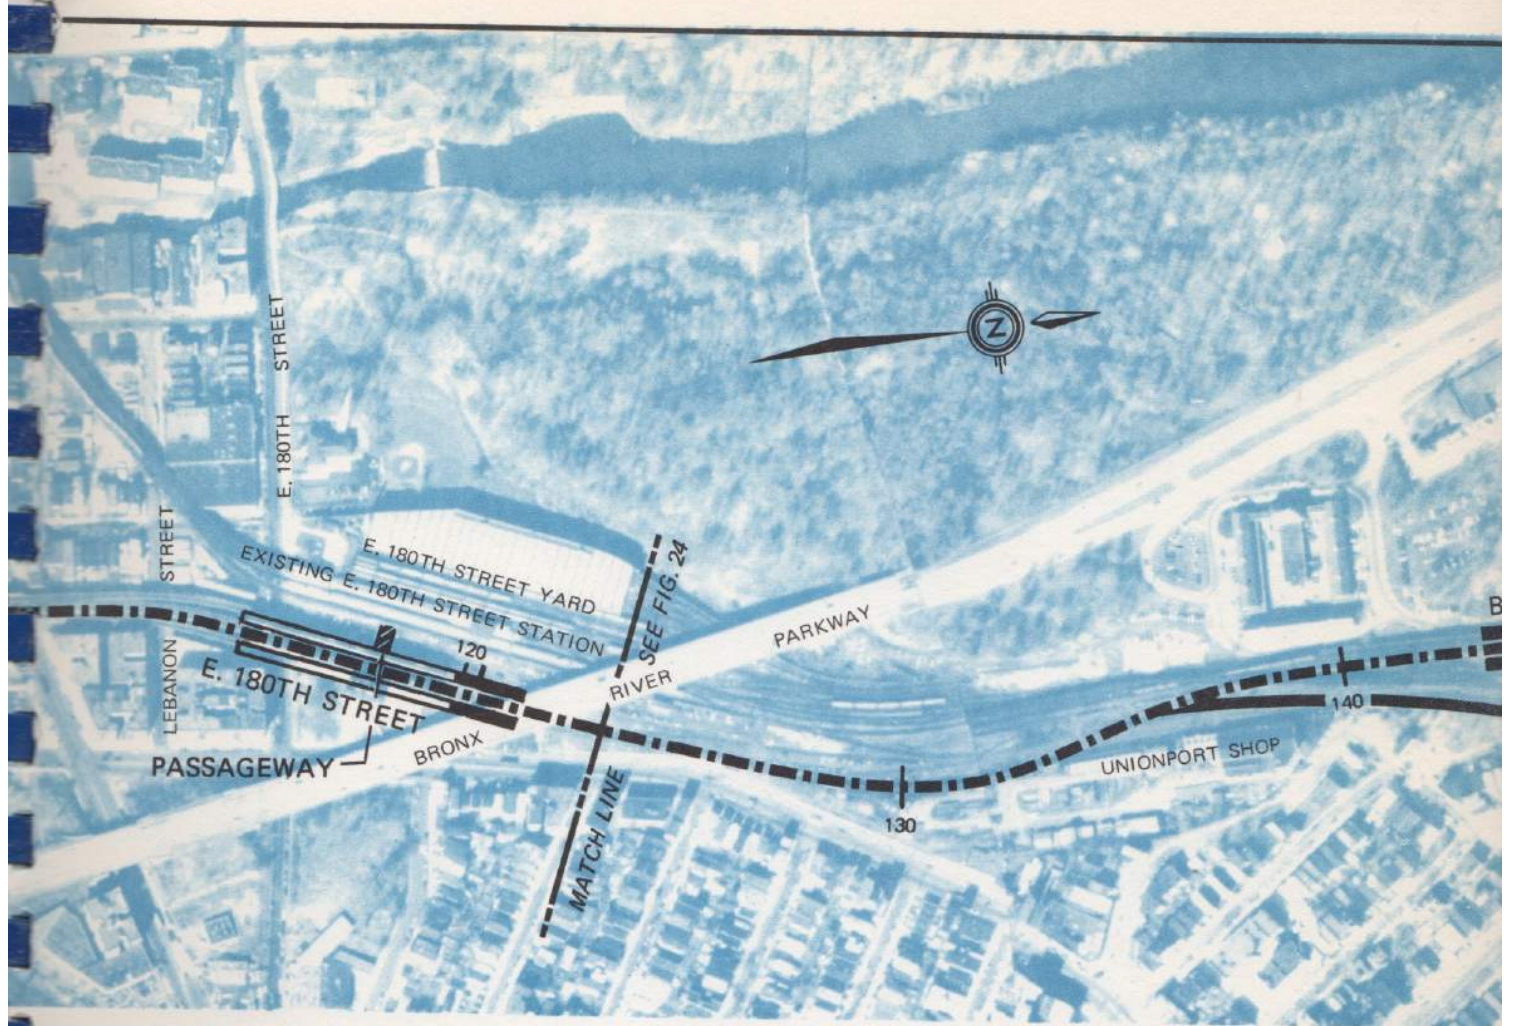 N
E. 180TH STREET
STREET
LEBANON
E. 180TH STREET YARD
EXISTING E. 180TH STREET STATION
SEE FIG. 24
MATCH LINE
BRONX RIVER PARKWAY
120
E. 180TH STREET
PASSAGEWAY
130
140
UNIONPORT SHOP
B